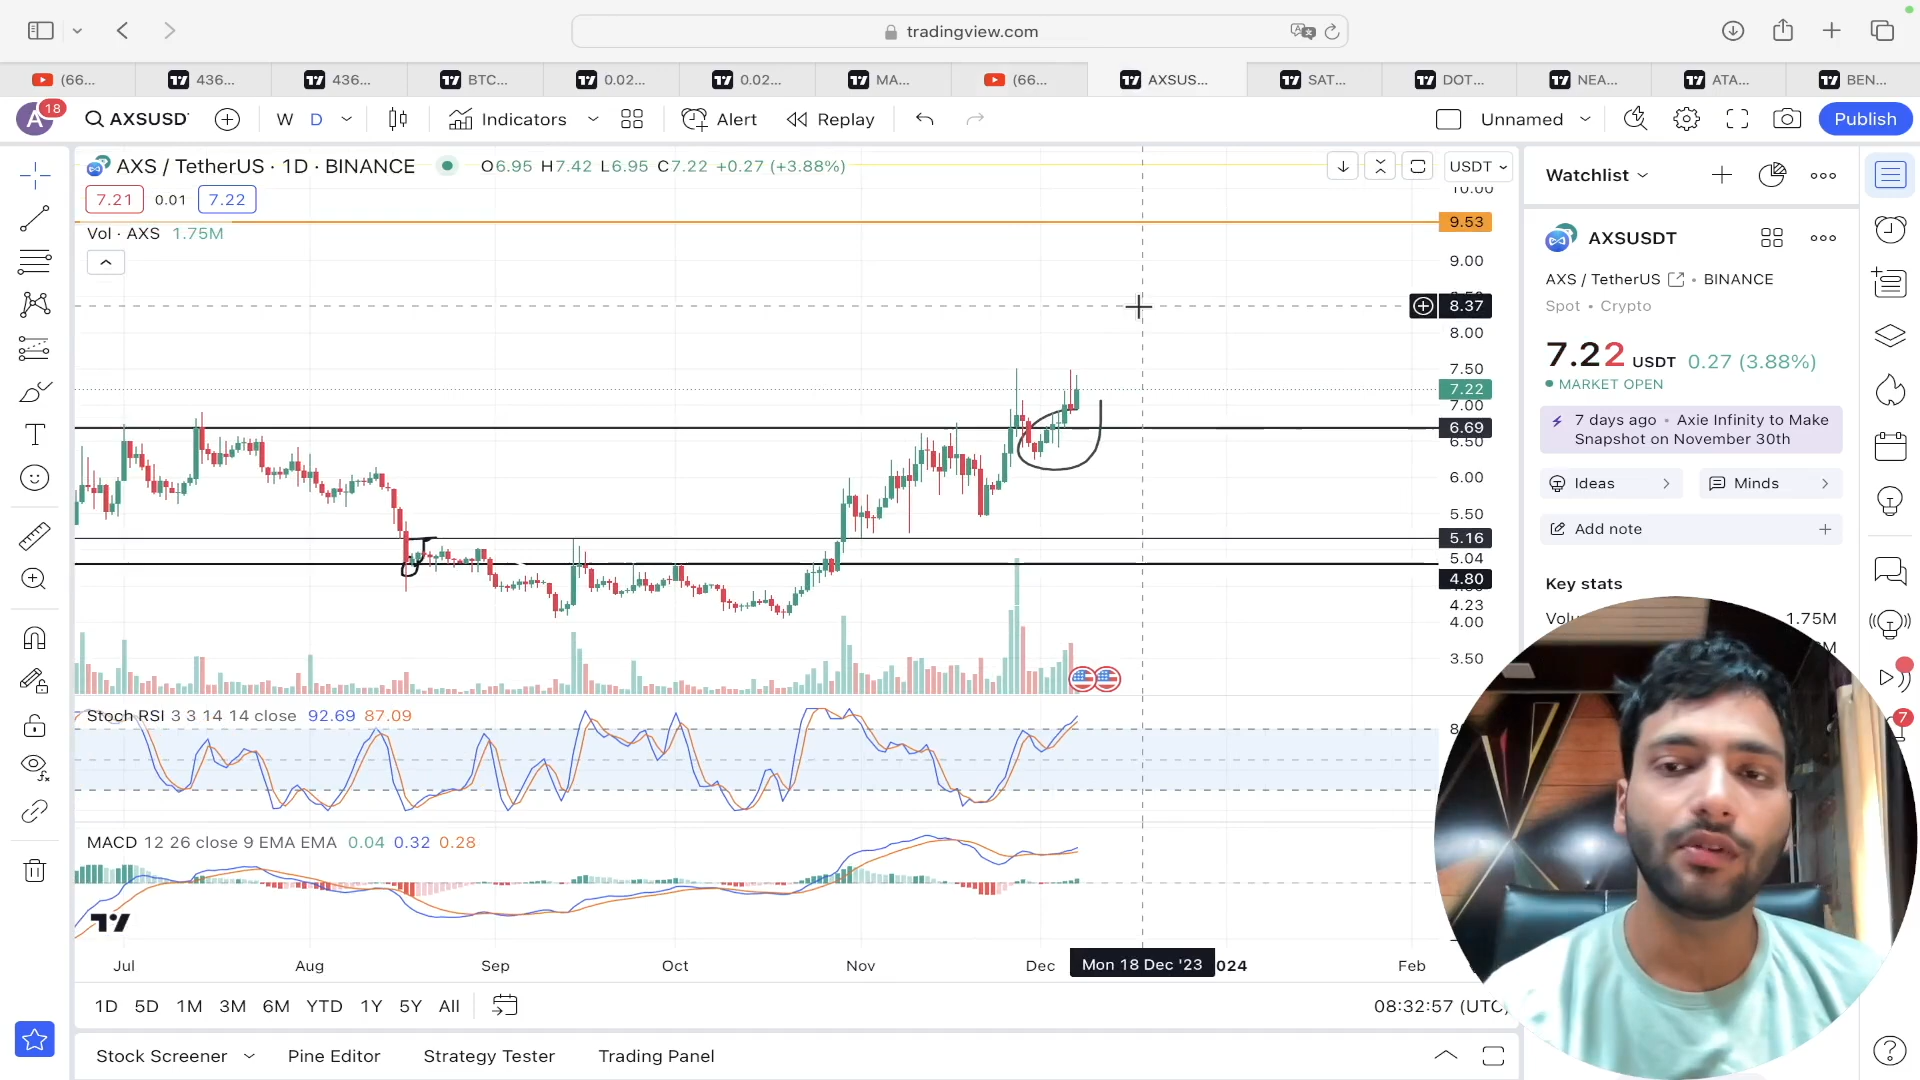 tradingview.com
(66...
436...
436...
BTC...
0.02...
0.02...
MA...
(66...
AXSUS...
SAT...
DOT...
NEA...
ATA...
BEN...
A 18
AXSUSD
W D
Indicators
Alert
Replay
Unnamed
Publish
AXS / TetherUS · 1D · BINANCE
O6.95 H7.42 L6.95 C7.22 +0.27 (+3.88%)
USDT
7.21 0.01 7.22
Vol · AXS 1.75M
10.00
9.53
9.00
8.37
8.00
7.50
7.22
7.00
6.69
6.50
6.00
5.50
5.16
5.04
4.80
4.23
4.00
3.50
Stoch RSI 3 3 14 14 close 92.69 87.09
MACD 12 26 close 9 EMA EMA 0.04 0.32 0.28
Jul Aug Sep Oct Nov Dec Mon 18 Dec '23 024 Feb
1D 5D 1M 3M 6M YTD 1Y 5Y All
08:32:57 (UTC
Stock Screener Pine Editor Strategy Tester Trading Panel
Watchlist
AXSUSDT
AXS / TetherUS • BINANCE
Spot • Crypto
7.22 USDT 0.27 (3.88%)
MARKET OPEN
7 days ago • Axie Infinity to Make
Snapshot on November 30th
Ideas
Minds
Add note
Key stats
1.75M
7